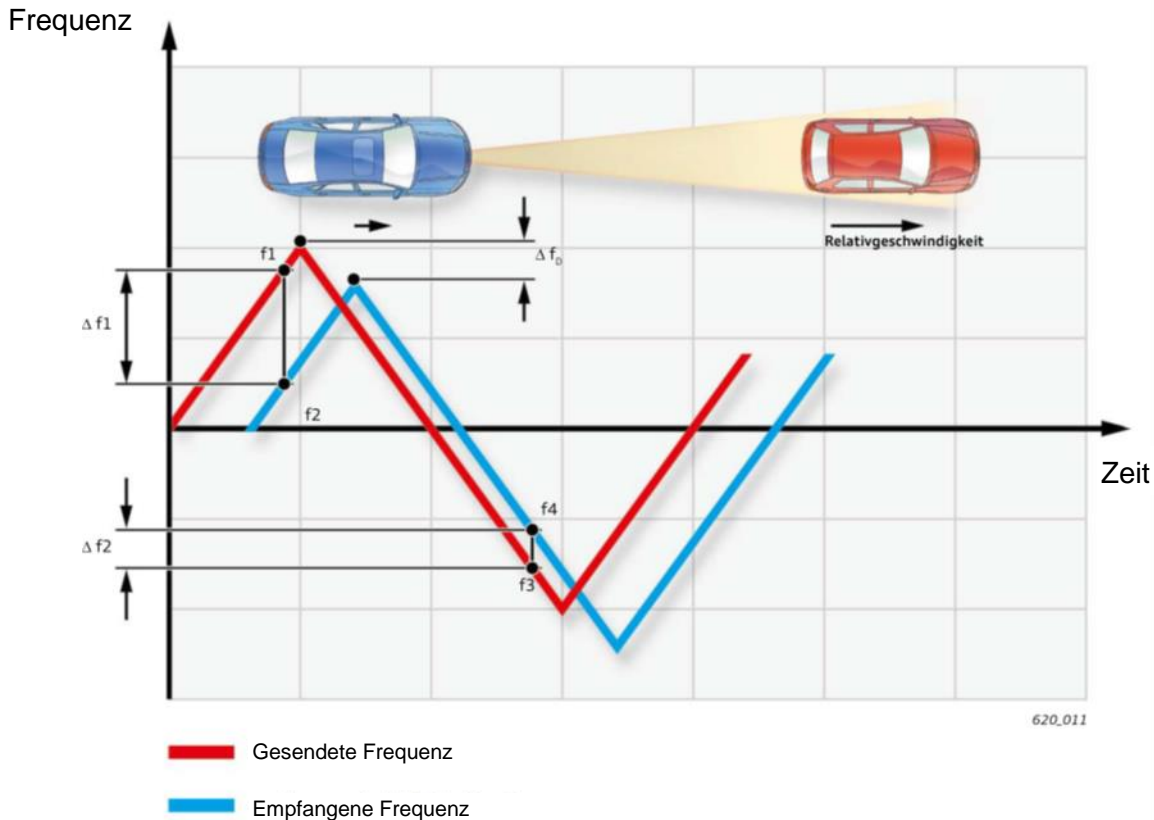 Frequenz
Relativgeschwindigkeit
f1
Δ f_D
Δ f1
f2
Zeit
f4
Δ f2
f3
620_011
Gesendete Frequenz
Empfangene Frequenz